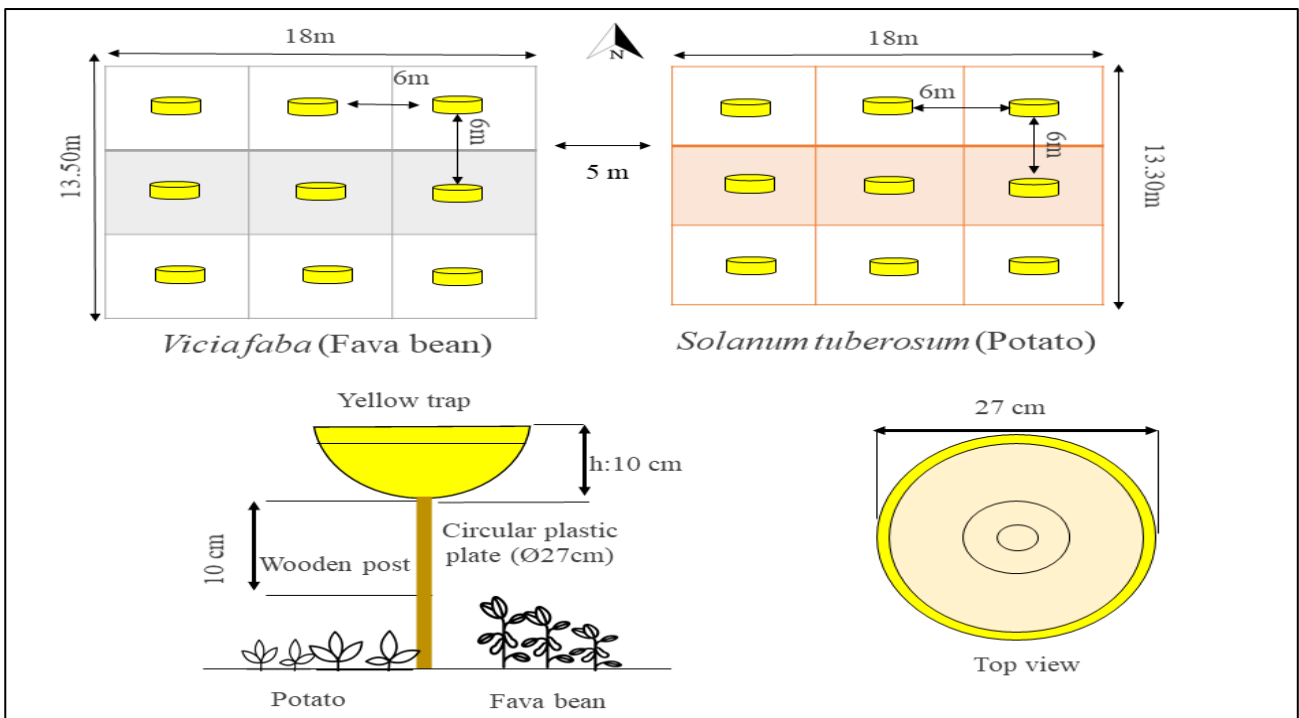 18m
N
18m
6m
6m
6m
6m
13.50m
5 m
13.30m
Vicia faba (Fava bean)
Solanum tuberosum (Potato)
Yellow trap
27 cm
h:10 cm
10 cm
Circular plastic
plate (Ø27cm)
Wooden post
Top view
Potato
Fava bean